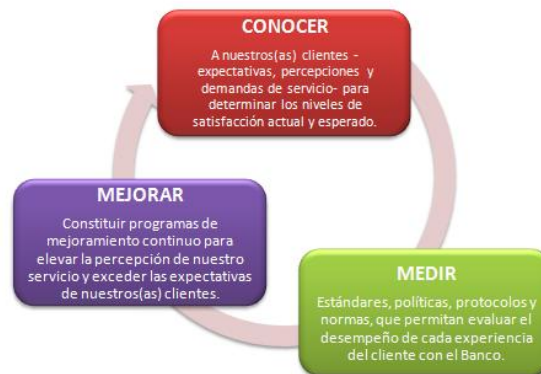 CONOCER
A nuestros(as) clientes -
expectativas, percepciones y
demandas de servicio- para
determinar los niveles de
satisfacción actual y esperado.
MEJORAR
Constituir programas de
mejoramiento continuo para
elevar la percepción de nuestro
servicio y exceder las expectativas
de nuestros(as) clientes.
MEDIR
Estándares, políticas, protocolos y
normas, que permitan evaluar el
desempeño de cada experiencia
del cliente con el Banco.